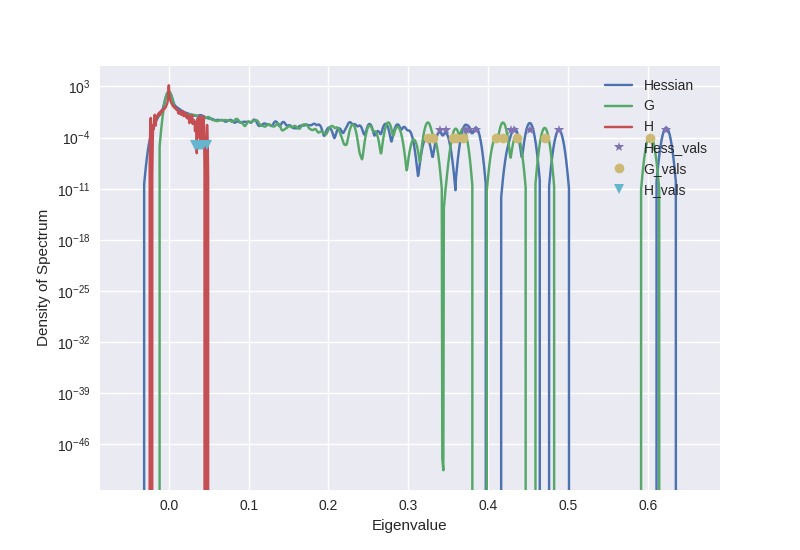 10^3
10^-4
10^-11
10^-18
10^-25
10^-32
10^-39
10^-46
Density of Spectrum
Hessian
G
H
Hess_vals
G_vals
H_vals
0.0 0.1 0.2 0.3 0.4 0.5 0.6
Eigenvalue